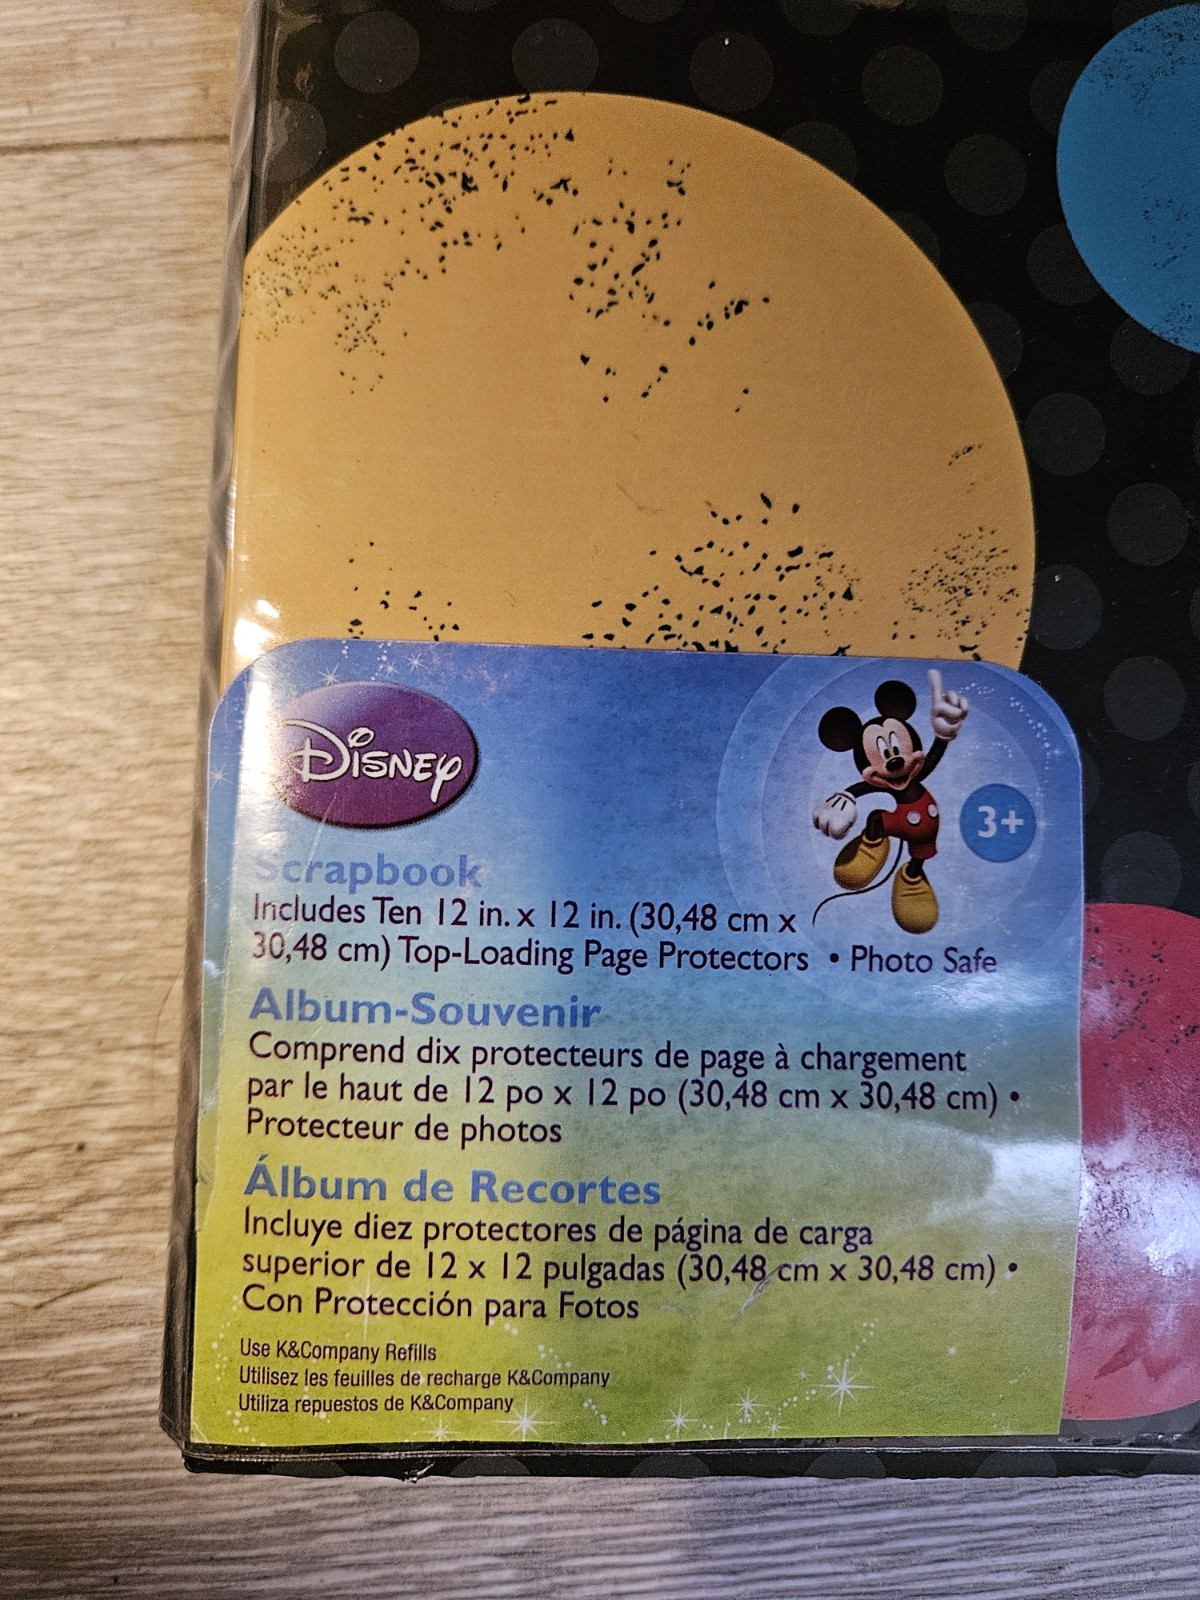 Disney
3+
Scrapbook
Includes Ten 12 in. x 12 in. (30,48 cm x
30,48 cm) Top-Loading Page Protectors • Photo Safe
Album-Souvenir
Comprend dix protecteurs de page à chargement
par le haut de 12 po x 12 po (30,48 cm x 30,48 cm) •
Protecteur de photos
Álbum de Recortes
Incluye diez protectores de página de carga
superior de 12 x 12 pulgadas (30,48 cm x 30,48 cm) •
Con Protección para Fotos
Use K&Company Refills
Utilisez les feuilles de recharge K&Company
Utiliza repuestos de K&Company